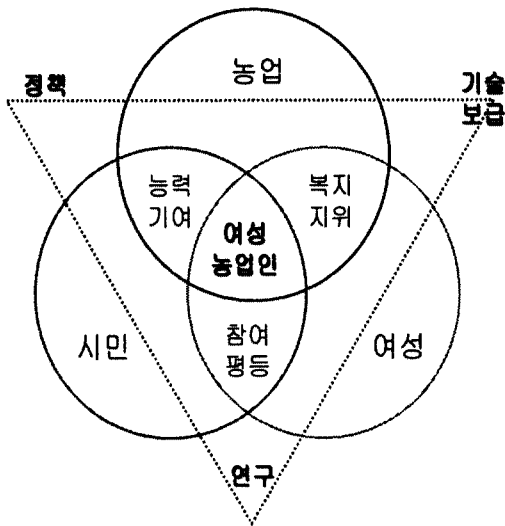 농업
정책
기술
보급
능력
기여
복지
지위
여성
농업인
시민
참여
평등
여성
연구